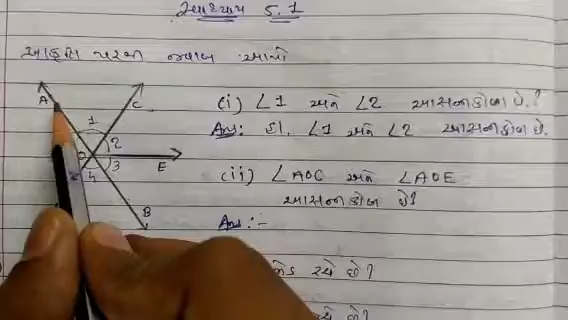 સ્વાધ્યાય 5.1
આકૃતિ પરથી જવાબ આપો
(i) ∠1 અને ∠2 આસન્નકોણ છે.?
Ans: હા. ∠1 અને ∠2 આસન્નકોણ છે.
(ii) ∠AOC અને ∠AOE
આસન્નકોણ છે?
Ans:-
રચે છે?
છે?
A
C
1
2
O
3
E
4
B